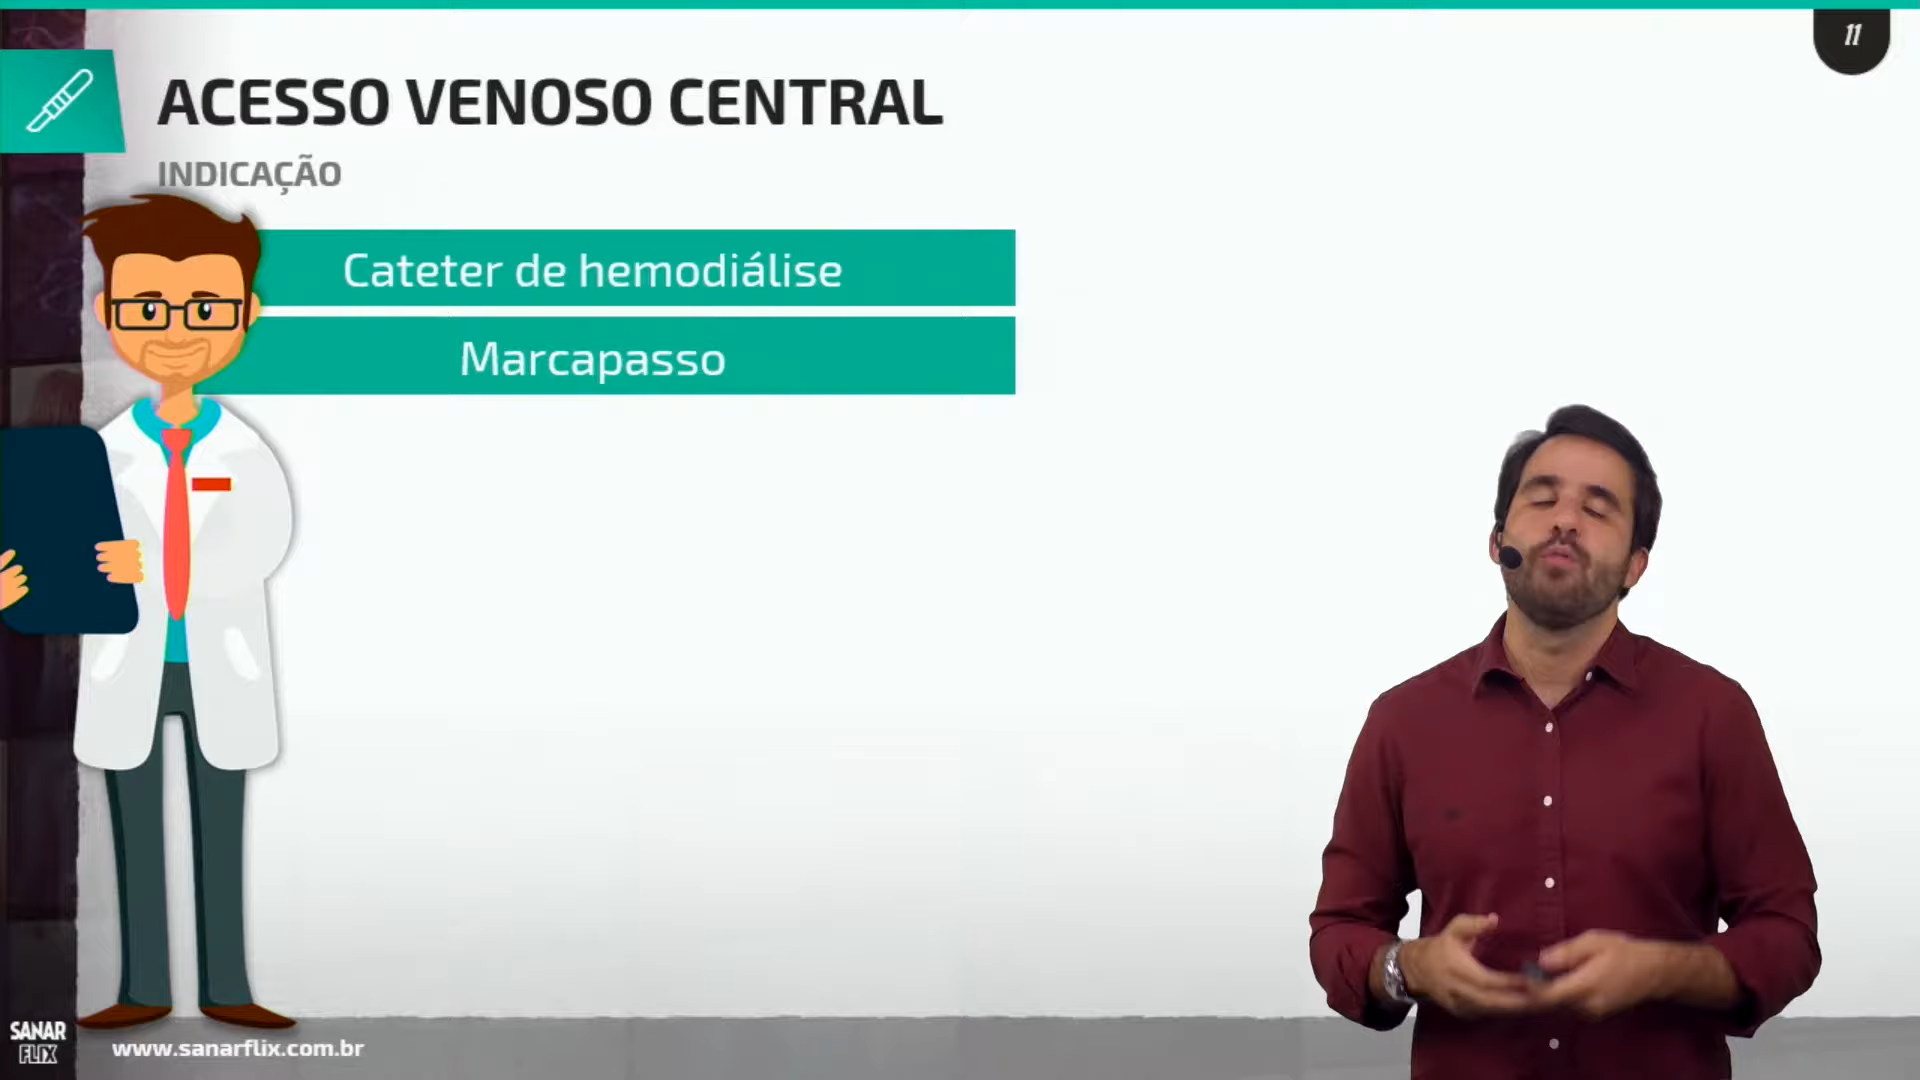 11
ACESSO VENOSO CENTRAL
INDICAÇÃO
Cateter de hemodiálise
Marcapasso
SANAR
FLIX
www.sanarflix.com.br